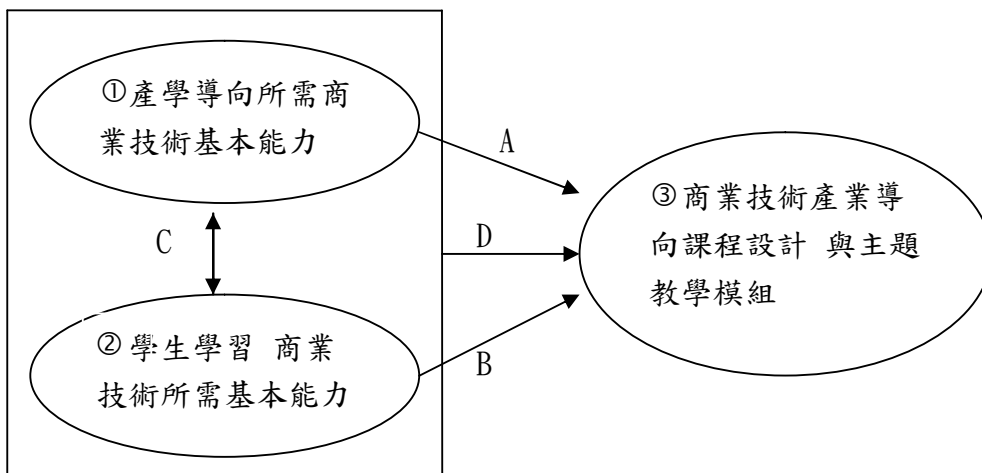 ①產學導向所需商
業技術基本能力
A
③商業技術產業導
向課程設計 與主題
教學模組
C
D
②學生學習 商業
技術所需基本能力
B